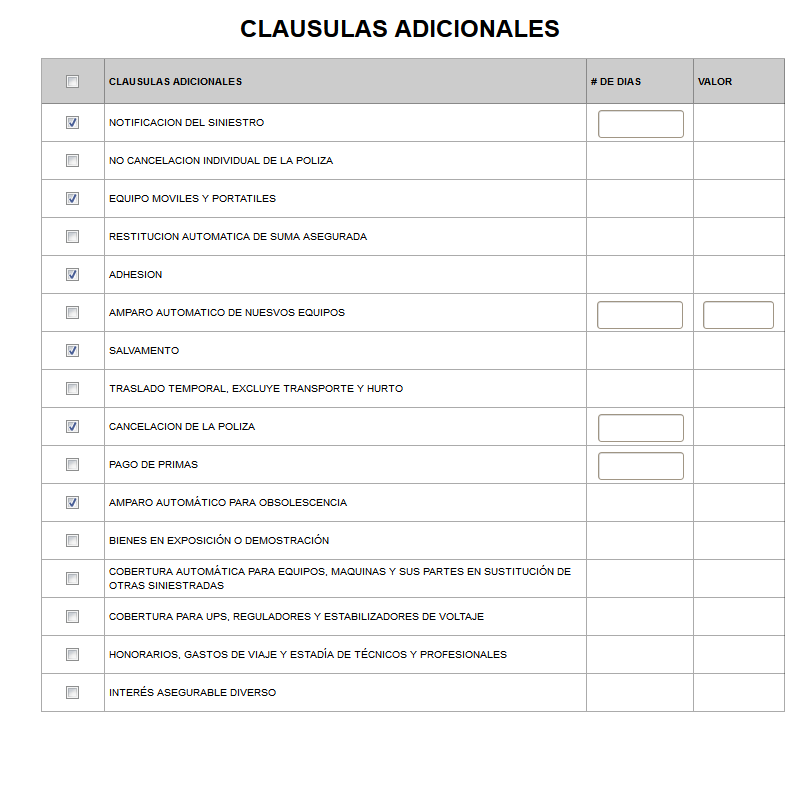 CLAUSULAS ADICIONALES
CLAUSULAS ADICIONALES # DE DIAS VALOR
NOTIFICACION DEL SINIESTRO
NO CANCELACION INDIVIDUAL DE LA POLIZA
EQUIPO MOVILES Y PORTATILES
RESTITUCION AUTOMATICA DE SUMA ASEGURADA
ADHESION
AMPARO AUTOMATICO DE NUESVOS EQUIPOS
SALVAMENTO
TRASLADO TEMPORAL, EXCLUYE TRANSPORTE Y HURTO
CANCELACION DE LA POLIZA
PAGO DE PRIMAS
AMPARO AUTOMÁTICO PARA OBSOLESCENCIA
BIENES EN EXPOSICIÓN O DEMOSTRACIÓN
COBERTURA AUTOMÁTICA PARA EQUIPOS, MAQUINAS Y SUS PARTES EN SUSTITUCIÓN DE
OTRAS SINIESTRADAS
COBERTURA PARA UPS, REGULADORES Y ESTABILIZADORES DE VOLTAJE
HONORARIOS, GASTOS DE VIAJE Y ESTADÍA DE TÉCNICOS Y PROFESIONALES
INTERÉS ASEGURABLE DIVERSO